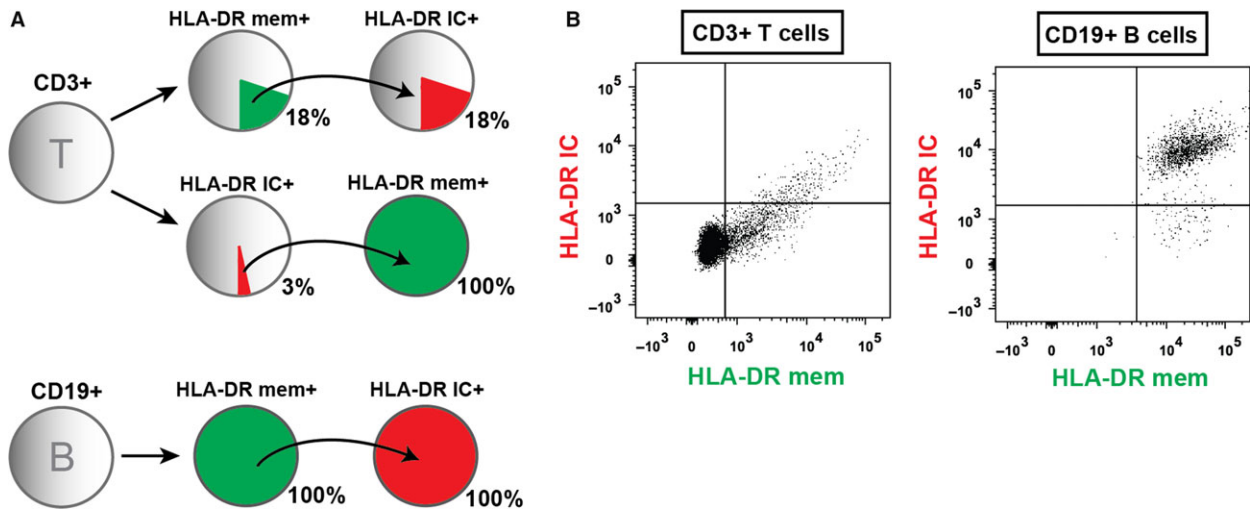 A
HLA-DR mem+
HLA-DR IC+
CD3+
T
18%
18%
HLA-DR IC+
HLA-DR mem+
3%
100%
CD19+
HLA-DR mem+
HLA-DR IC+
B
100%
100%
B
CD3+ T cells
HLA-DR IC
10⁵
10⁴
10³
0
−10³
−10³
0
10³
10⁴
10⁵
HLA-DR mem
CD19+ B cells
HLA-DR IC
10⁵
10⁴
10³
0
−10³
−10³
0
10³
10⁴
10⁵
HLA-DR mem